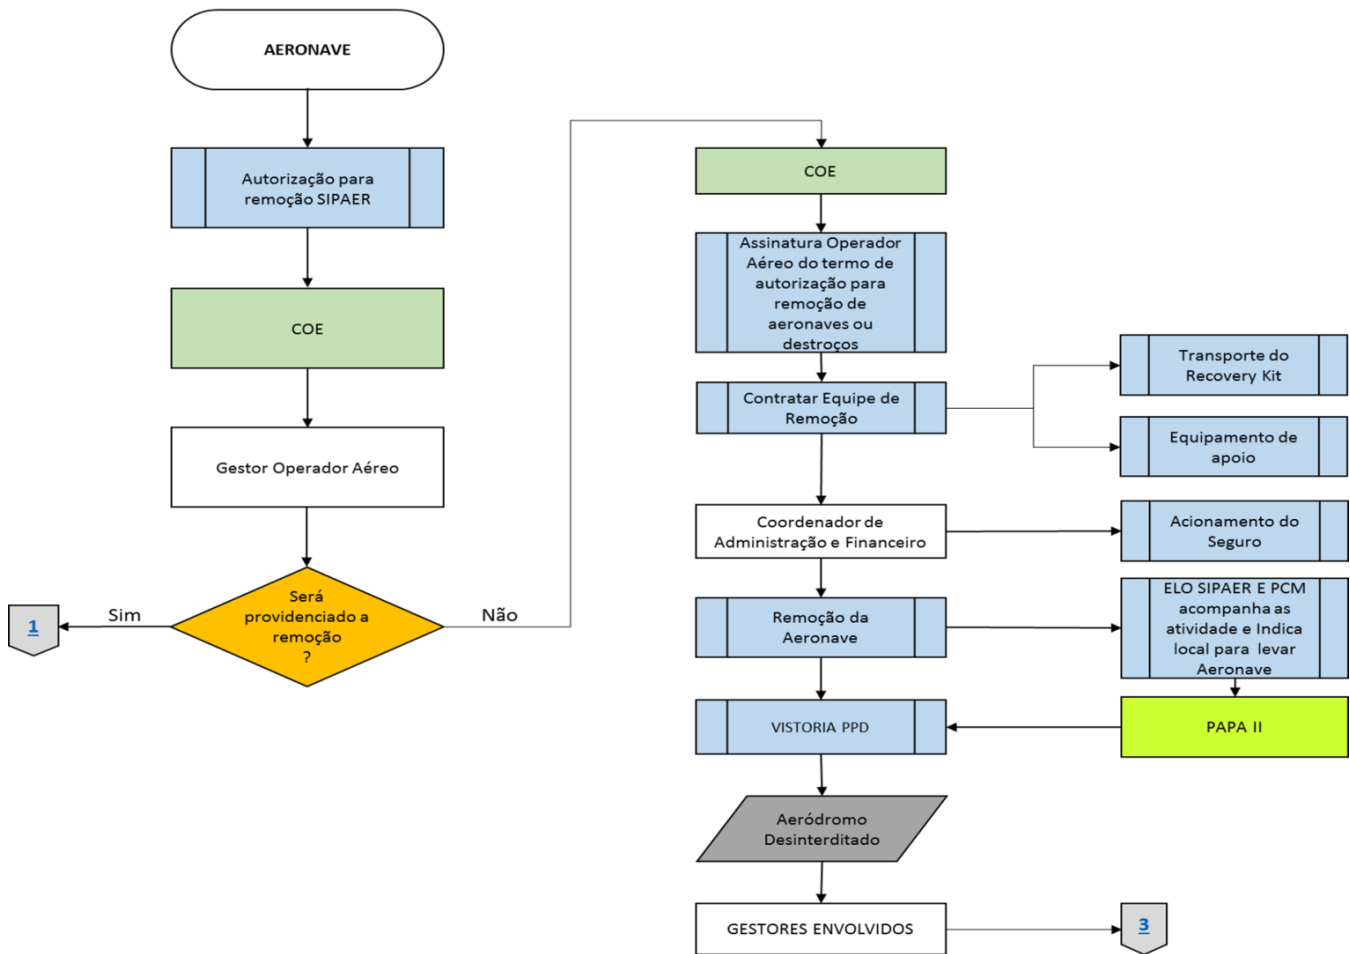 AERONAVE
Autorização para
remoção SIPAER
COE
Gestor Operador Aéreo
Será
providenciado a
remoção
?
Sim
1
Não
COE
Assinatura Operador
Aéreo do termo de
autorização para
remoção de
aeronaves ou
destroços
Contratar Equipe de
Remoção
Transporte do
Recovery Kit
Equipamento de
apoio
Coordenador de
Administração e Financeiro
Acionamento do
Seguro
Remoção da
Aeronave
ELO SIPAER E PCM
acompanha as
atividade e Indica
local para levar
Aeronave
VISTORIA PPD
PAPA II
Aeródromo
Desinterditado
GESTORES ENVOLVIDOS
3